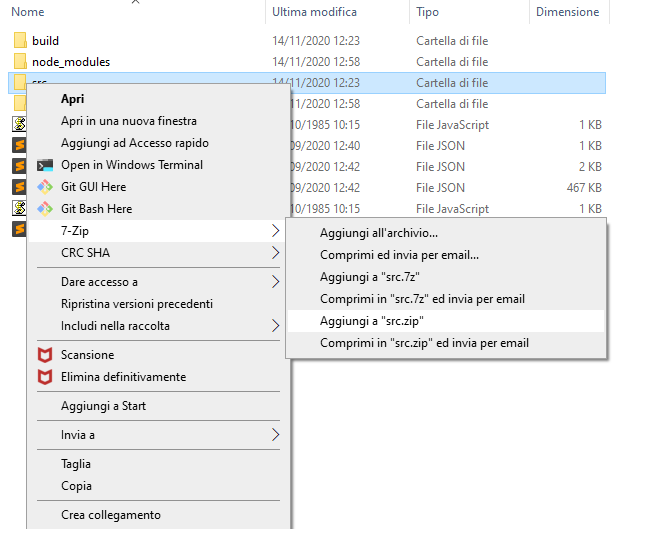 Nome Ultima modifica Tipo Dimensione
build 14/11/2020 12:23 Cartella di file
node_modules 14/11/2020 12:58 Cartella di file
src 14/11/2020 12:23 Cartella di file
14/11/2020 12:58 Cartella di file
Apri
/10/1985 10:15 File JavaScript 1 KB
Apri in una nuova finestra
/09/2020 12:40 File JSON 1 KB
Aggiungi ad Accesso rapido
/09/2020 12:42 File JSON 2 KB
Open in Windows Terminal
/09/2020 12:42 File JSON 467 KB
Git GUI Here
/10/1985 10:15 File JavaScript 1 KB
Git Bash Here
7-Zip
CRC SHA
Dare accesso a
Ripristina versioni precedenti
Includi nella raccolta
Scansione
Elimina definitivamente
Aggiungi a Start
Invia a
Taglia
Copia
Crea collegamento
Aggiungi all'archivio...
Comprimi ed invia per email...
Aggiungi a "src.7z"
Comprimi in "src.7z" ed invia per email
Aggiungi a "src.zip"
Comprimi in "src.zip" ed invia per email